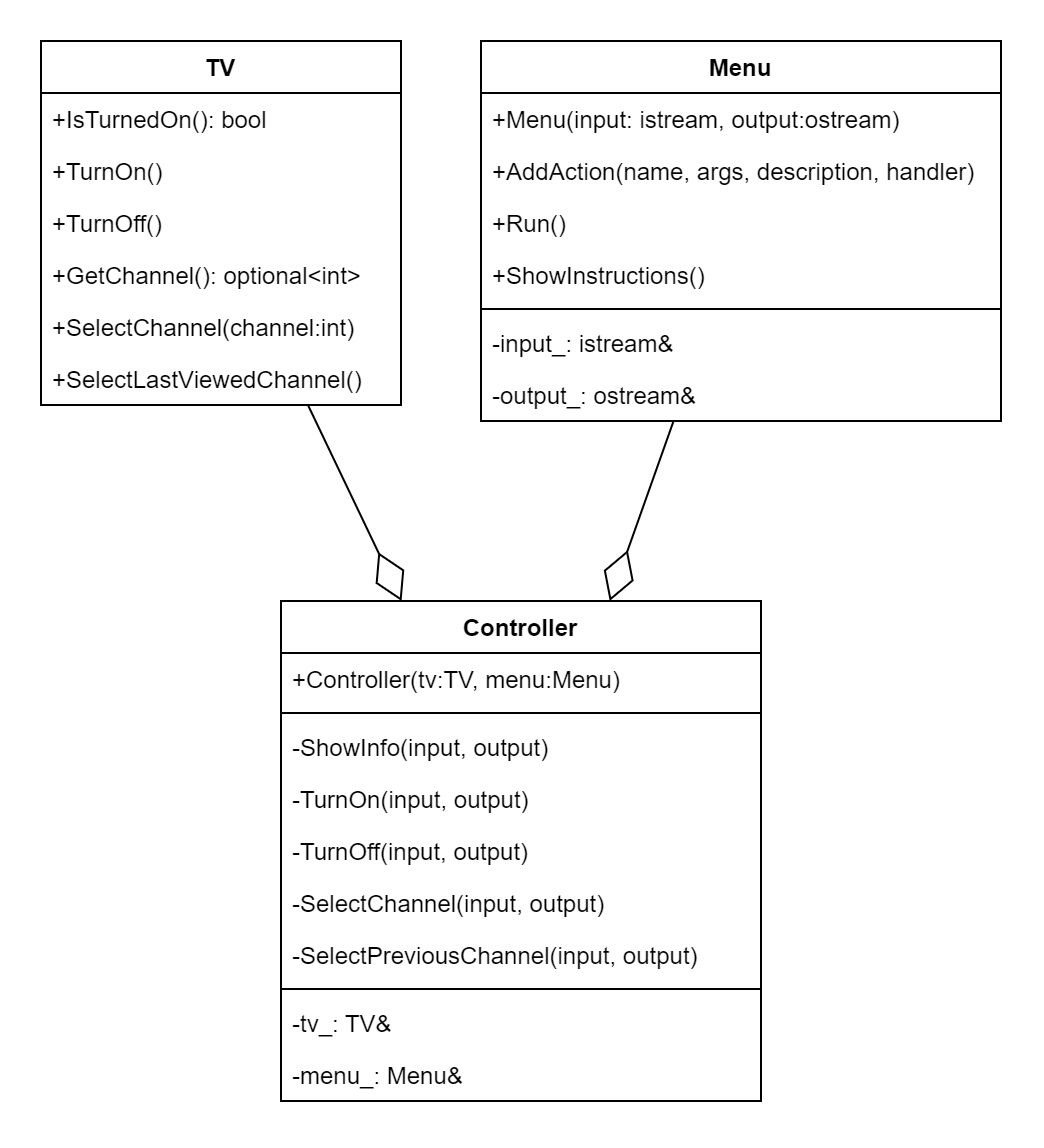 TV
+IsTurnedOn(): bool
+TurnOn()
+TurnOff()
+GetChannel(): optional<int>
+SelectChannel(channel:int)
+SelectLastViewedChannel()
Menu
+Menu(input: istream, output:ostream)
+AddAction(name, args, description, handler)
+Run()
+ShowInstructions()
-input_: istream&
-output_: ostream&
Controller
+Controller(tv:TV, menu:Menu)
-ShowInfo(input, output)
-TurnOn(input, output)
-TurnOff(input, output)
-SelectChannel(input, output)
-SelectPreviousChannel(input, output)
-tv_: TV&
-menu_: Menu&